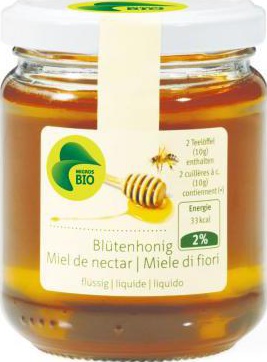 BIO
MIGROS
BIO
2 Teelöffel
(10g)
enthalten
2 cuillères à c.
(10g)
contiennent (+)
Energie
33 kcal
2%
Blütenhonig
Miel de nectar | Miele di fiori
flüssig | liquide | liquido